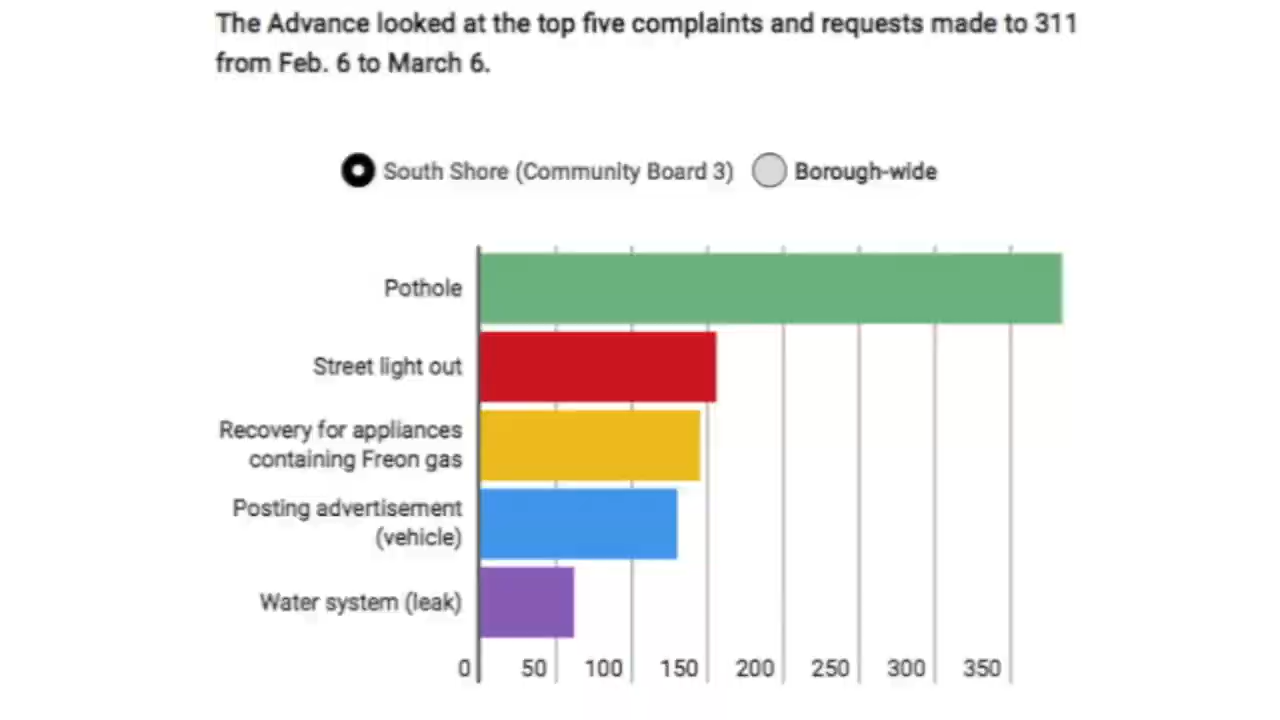 The Advance looked at the top five complaints and requests made to 311
from Feb. 6 to March 6.
South Shore (Community Board 3) Borough-wide
Pothole
Street light out
Recovery for appliances
containing Freon gas
Posting advertisement
(vehicle)
Water system (leak)
0 50 100 150 200 250 300 350